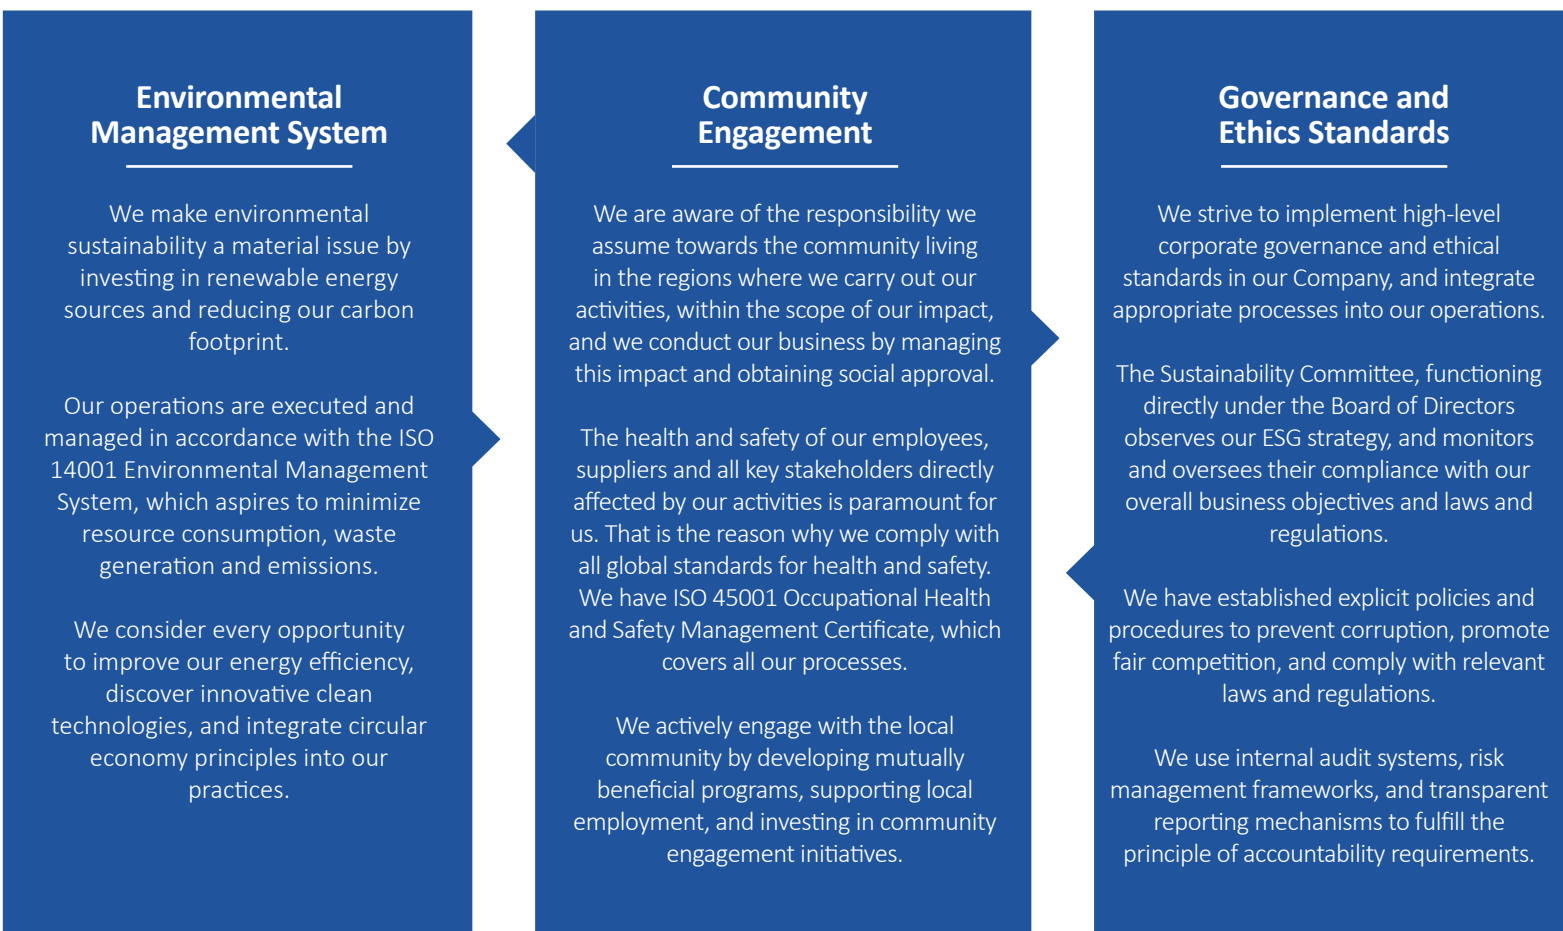 Environmental
Management System
We make environmental
sustainability a material issue by
investing in renewable energy
sources and reducing our carbon
footprint.
Our operations are executed and
managed in accordance with the ISO
14001 Environmental Management
System, which aspires to minimize
resource consumption, waste
generation and emissions.
We consider every opportunity
to improve our energy efficiency,
discover innovative clean
technologies, and integrate circular
economy principles into our
practices.
Community
Engagement
We are aware of the responsibility we
assume towards the community living
in the regions where we carry out our
activities, within the scope of our impact,
and we conduct our business by managing
this impact and obtaining social approval.
The health and safety of our employees,
suppliers and all key stakeholders directly
affected by our activities is paramount for
us. That is the reason why we comply with
all global standards for health and safety.
We have ISO 45001 Occupational Health
and Safety Management Certificate, which
covers all our processes.
We actively engage with the local
community by developing mutually
beneficial programs, supporting local
employment, and investing in community
engagement initiatives.
Governance and
Ethics Standards
We strive to implement high-level
corporate governance and ethical
standards in our Company, and integrate
appropriate processes into our operations.
The Sustainability Committee, functioning
directly under the Board of Directors
observes our ESG strategy, and monitors
and oversees their compliance with our
overall business objectives and laws and
regulations.
We have established explicit policies and
procedures to prevent corruption, promote
fair competition, and comply with relevant
laws and regulations.
We use internal audit systems, risk
management frameworks, and transparent
reporting mechanisms to fulfill the
principle of accountability requirements.